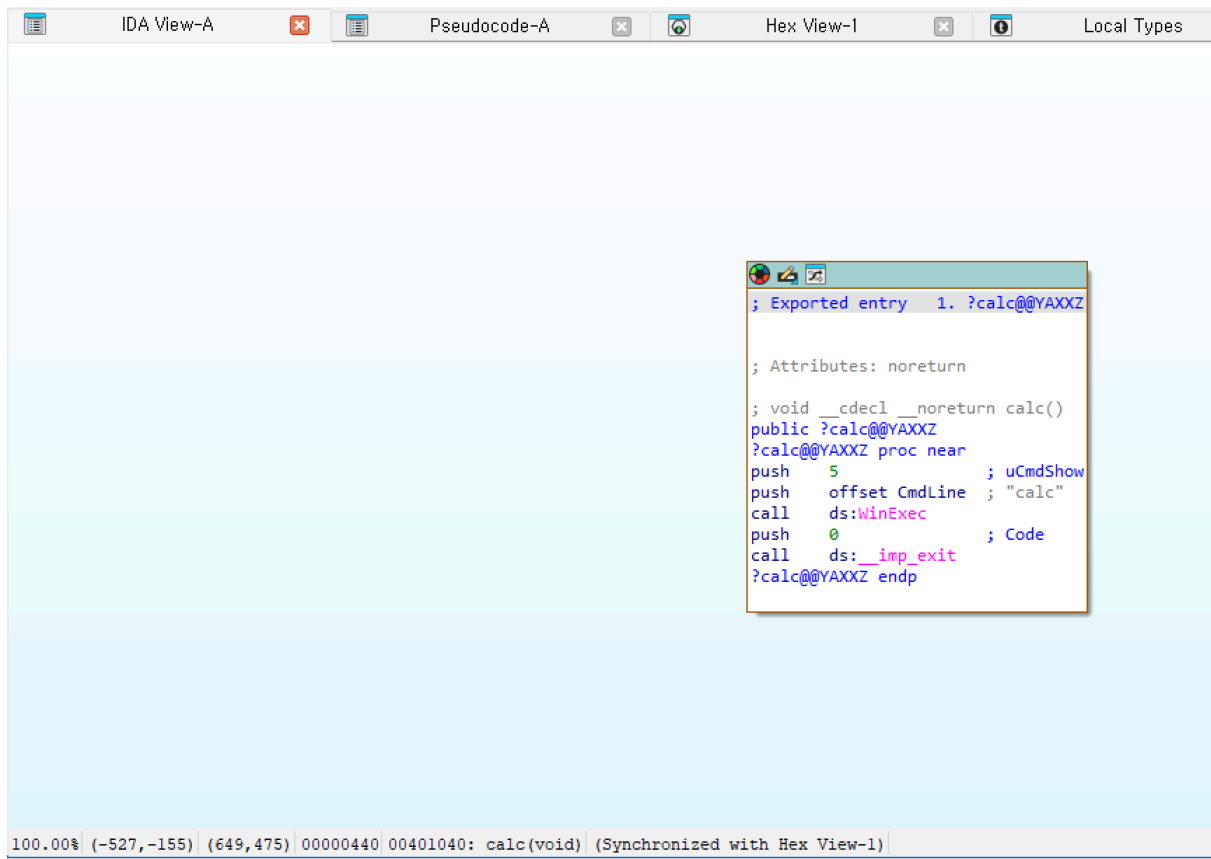 IDA View-A Pseudocode-A Hex View-1 Local Types
; Exported entry   1. ?calc@@YAXXZ
; Attributes: noreturn
; void __cdecl __noreturn calc()
public ?calc@@YAXXZ
?calc@@YAXXZ proc near
push    5               ; uCmdShow
push    offset CmdLine  ; "calc"
call    ds:WinExec
push    0               ; Code
call    ds:__imp_exit
?calc@@YAXXZ endp
100.00% (-527,-155) (649,475) 00000440 00401040: calc(void) (Synchronized with Hex View-1)